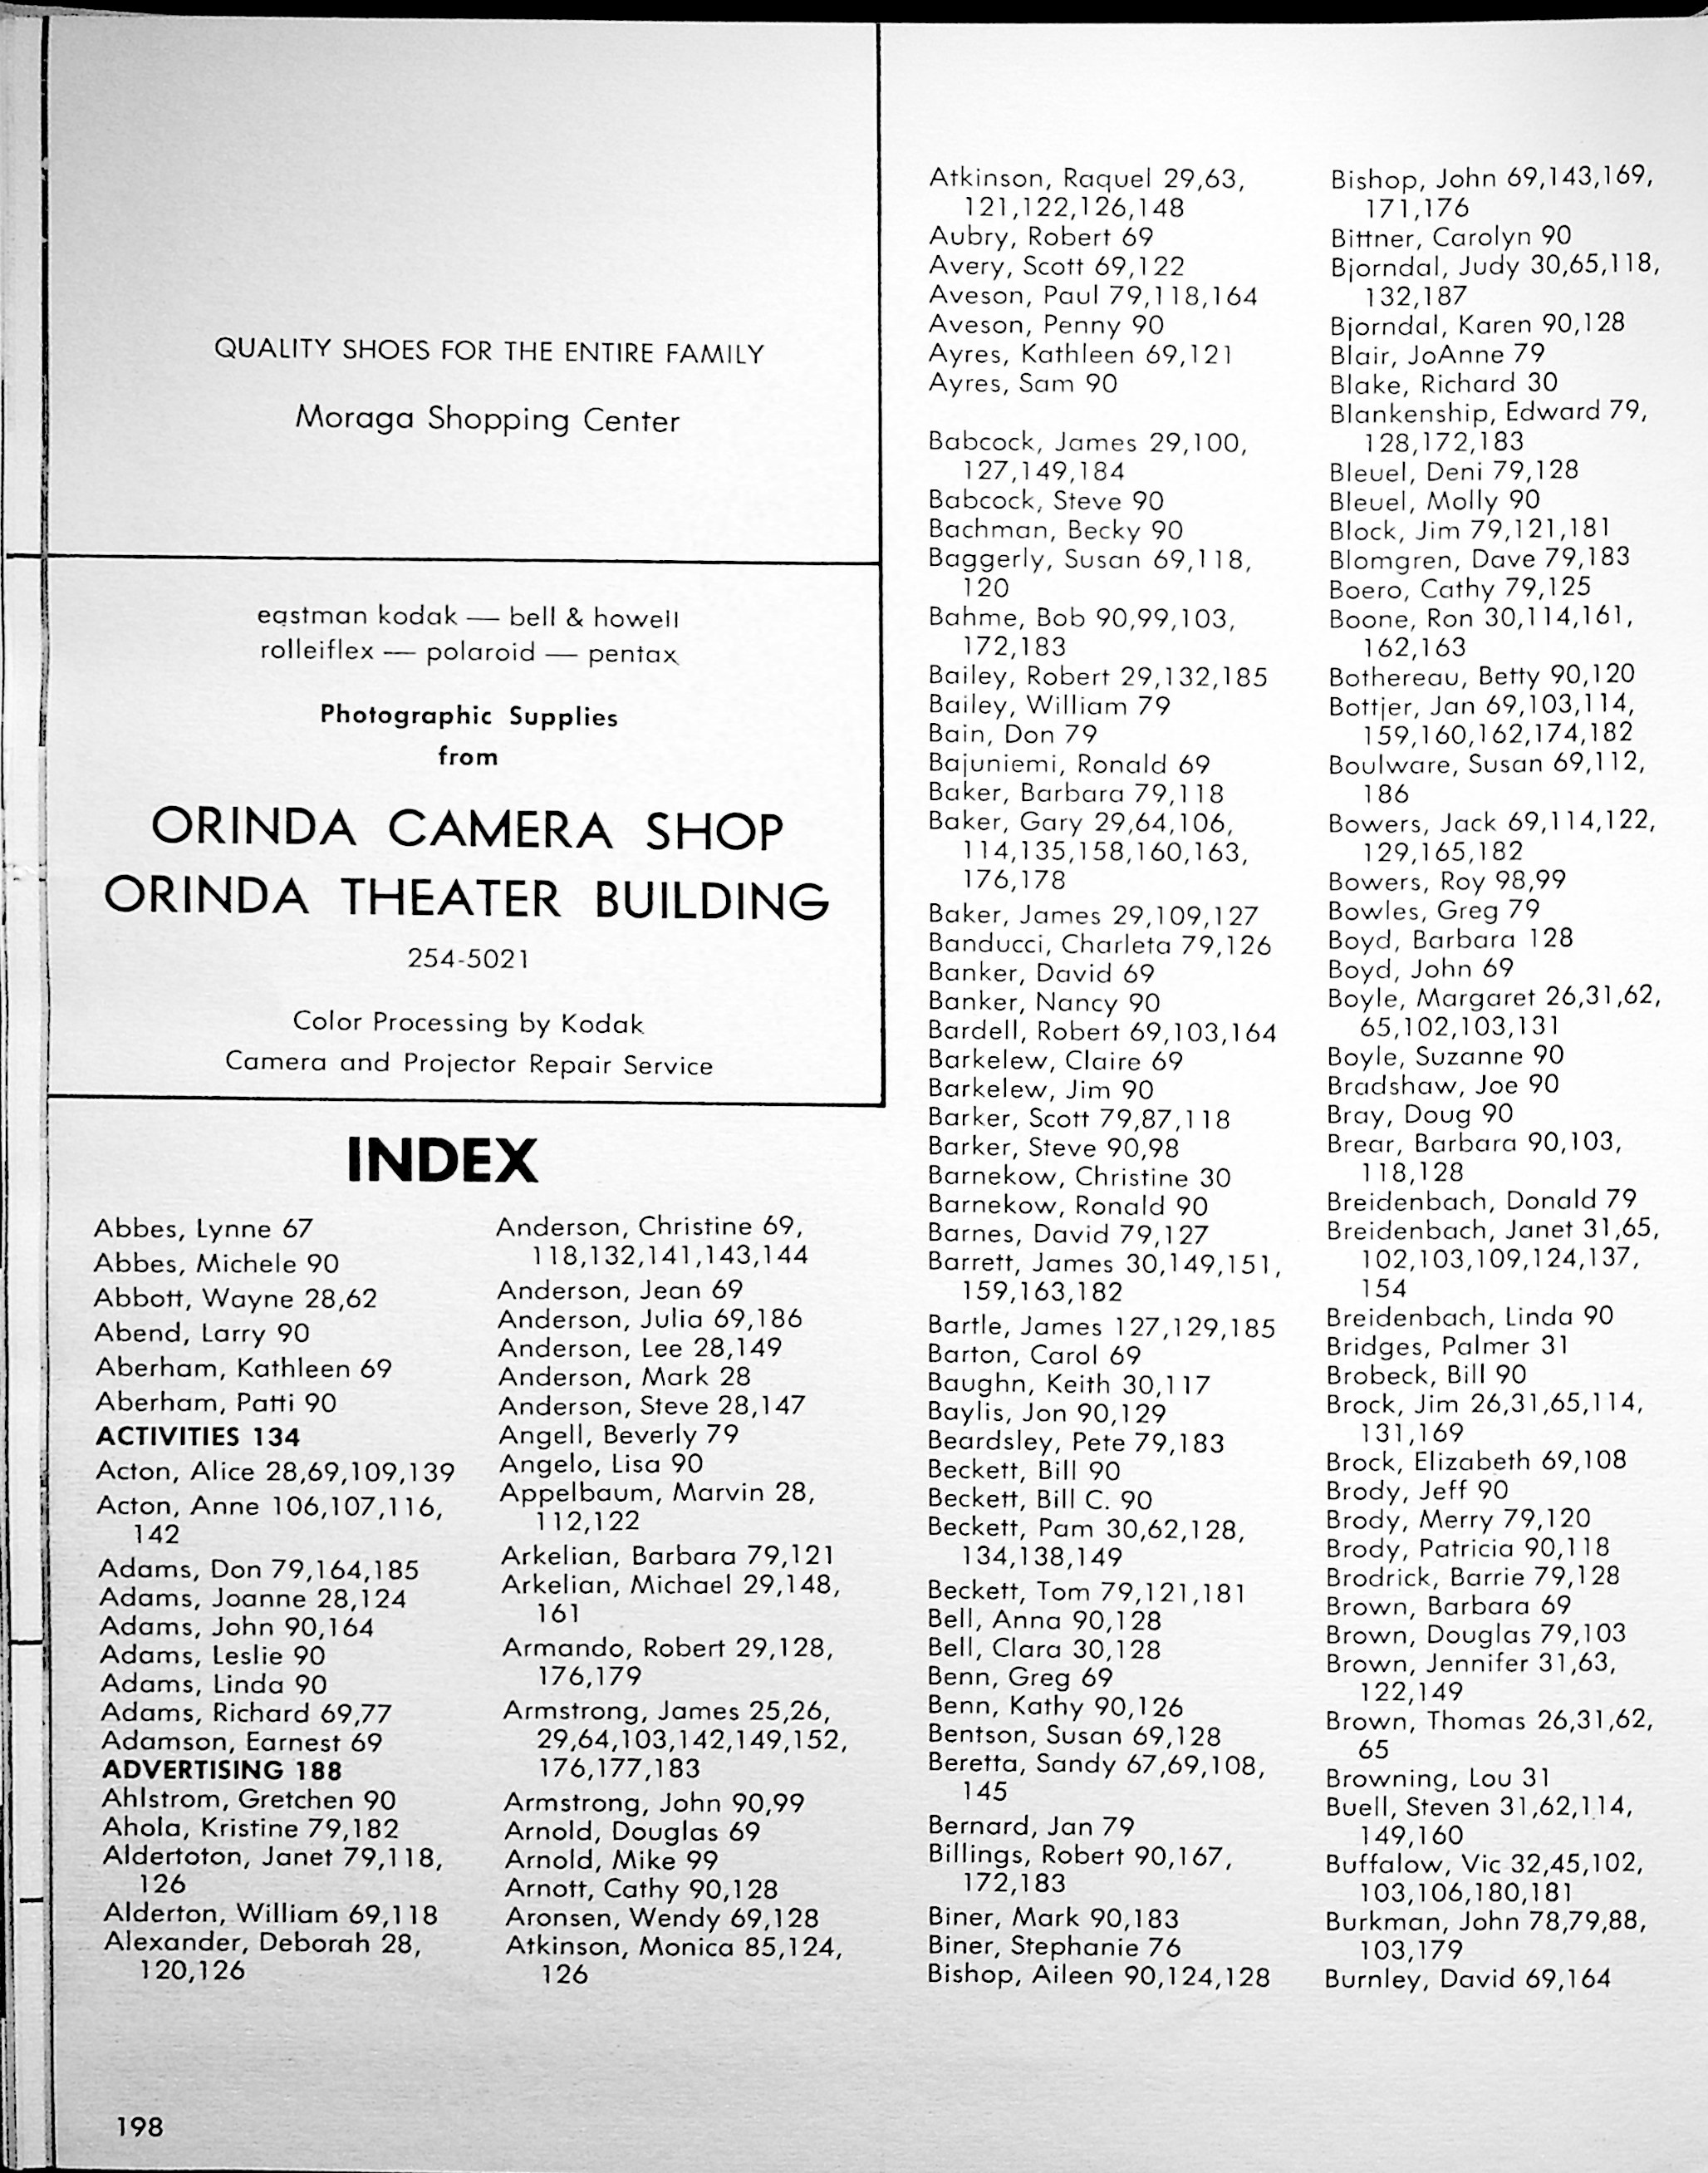 QUALITY SHOES FOR THE ENTIRE FAMILY
Moraga Shopping Center
eastman kodak — bell & howell
rolleiflex — polaroid — pentax
Photographic Supplies
from
ORINDA CAMERA SHOP
ORINDA THEATER BUILDING
254-5021
Color Processing by Kodak
Camera and Projector Repair Service
INDEX
Abbes, Lynne 67
Abbes, Michele 90
Abbott, Wayne 28,62
Abend, Larry 90
Aberham, Kathleen 69
Aberham, Patti 90
ACTIVITIES 134
Acton, Alice 28,69,109,139
Acton, Anne 106,107,116,
142
Adams, Don 79,164,185
Adams, Joanne 28,124
Adams, John 90,164
Adams, Leslie 90
Adams, Linda 90
Adams, Richard 69,77
Adamson, Earnest 69
ADVERTISING 188
Ahlstrom, Gretchen 90
Ahola, Kristine 79,182
Aldertoton, Janet 79,118,
126
Alderton, William 69,118
Alexander, Deborah 28,
120,126
Anderson, Christine 69,
118,132,141,143,144
Anderson, Jean 69
Anderson, Julia 69,186
Anderson, Lee 28,149
Anderson, Mark 28
Anderson, Steve 28,147
Angell, Beverly 79
Angelo, Lisa 90
Appelbaum, Marvin 28,
112,122
Arkelian, Barbara 79,121
Arkelian, Michael 29,148,
161
Armando, Robert 29,128,
176,179
Armstrong, James 25,26,
29,64,103,142,149,152,
176,177,183
Armstrong, John 90,99
Arnold, Douglas 69
Arnold, Mike 99
Arnott, Cathy 90,128
Aronsen, Wendy 69,128
Atkinson, Monica 85,124,
126
Atkinson, Raquel 29,63,
121,122,126,148
Aubry, Robert 69
Avery, Scott 69,122
Aveson, Paul 79,118,164
Aveson, Penny 90
Ayres, Kathleen 69,121
Ayres, Sam 90
Babcock, James 29,100,
127,149,184
Babcock, Steve 90
Bachman, Becky 90
Baggerly, Susan 69,118,
120
Bahme, Bob 90,99,103,
172,183
Bailey, Robert 29,132,185
Bailey, William 79
Bain, Don 79
Bajuniemi, Ronald 69
Baker, Barbara 79,118
Baker, Gary 29,64,106,
114,135,158,160,163,
176,178
Baker, James 29,109,127
Banducci, Charleta 79,126
Banker, David 69
Banker, Nancy 90
Bardell, Robert 69,103,164
Barkelew, Claire 69
Barkelew, Jim 90
Barker, Scott 79,87,118
Barker, Steve 90,98
Barnekow, Christine 30
Barnekow, Ronald 90
Barnes, David 79,127
Barrett, James 30,149,151,
159,163,182
Bartle, James 127,129,185
Barton, Carol 69
Baughn, Keith 30,117
Baylis, Jon 90,129
Beardsley, Pete 79,183
Beckett, Bill 90
Beckett, Bill C. 90
Beckett, Pam 30,62,128,
134,138,149
Beckett, Tom 79,121,181
Bell, Anna 90,128
Bell, Clara 30,128
Benn, Greg 69
Benn, Kathy 90,126
Bentson, Susan 69,128
Beretta, Sandy 67,69,108,
145
Bernard, Jan 79
Billings, Robert 90,167,
172,183
Biner, Mark 90,183
Biner, Stephanie 76
Bishop, Aileen 90,124,128
Bishop, John 69,143,169,
171,176
Bittner, Carolyn 90
Bjorndal, Judy 30,65,118,
132,187
Bjorndal, Karen 90,128
Blair, JoAnne 79
Blake, Richard 30
Blankenship, Edward 79,
128,172,183
Bleuel, Deni 79,128
Bleuel, Molly 90
Block, Jim 79,121,181
Blomgren, Dave 79,183
Boero, Cathy 79,125
Boone, Ron 30,114,161,
162,163
Bothereau, Betty 90,120
Bottjer, Jan 69,103,114,
159,160,162,174,182
Boulware, Susan 69,112,
186
Bowers, Jack 69,114,122,
129,165,182
Bowers, Roy 98,99
Bowles, Greg 79
Boyd, Barbara 128
Boyd, John 69
Boyle, Margaret 26,31,62,
65,102,103,131
Boyle, Suzanne 90
Bradshaw, Joe 90
Bray, Doug 90
Brear, Barbara 90,103,
118,128
Breidenbach, Donald 79
Breidenbach, Janet 31,65,
102,103,109,124,137,
154
Breidenbach, Linda 90
Bridges, Palmer 31
Brobeck, Bill 90
Brock, Jim 26,31,65,114,
131,169
Brock, Elizabeth 69,108
Brody, Jeff 90
Brody, Merry 79,120
Brody, Patricia 90,118
Brodrick, Barrie 79,128
Brown, Barbara 69
Brown, Douglas 79,103
Brown, Jennifer 31,63,
122,149
Brown, Thomas 26,31,62,
65
Browning, Lou 31
Buell, Steven 31,62,114,
149,160
Buffalow, Vic 32,45,102,
103,106,180,181
Burkman, John 78,79,88,
103,179
Burnley, David 69,164
198